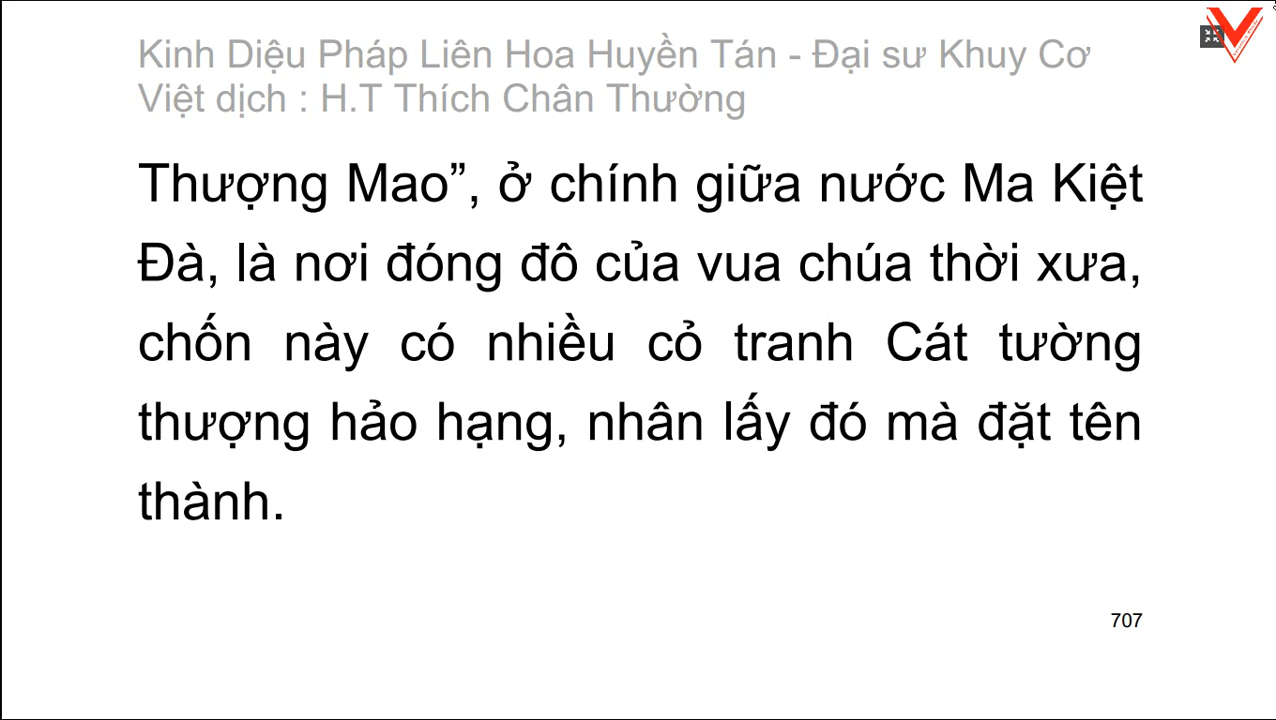 Kinh Diệu Pháp Liên Hoa Huyền Tán - Đại sư Khuy Cơ
Việt dịch : H.T Thích Chân Thường
Thượng Mao”, ở chính giữa nước Ma Kiệt
Đà, là nơi đóng đô của vua chúa thời xưa,
chốn này có nhiều cỏ tranh Cát tường
thượng hảo hạng, nhân lấy đó mà đặt tên
thành.
707